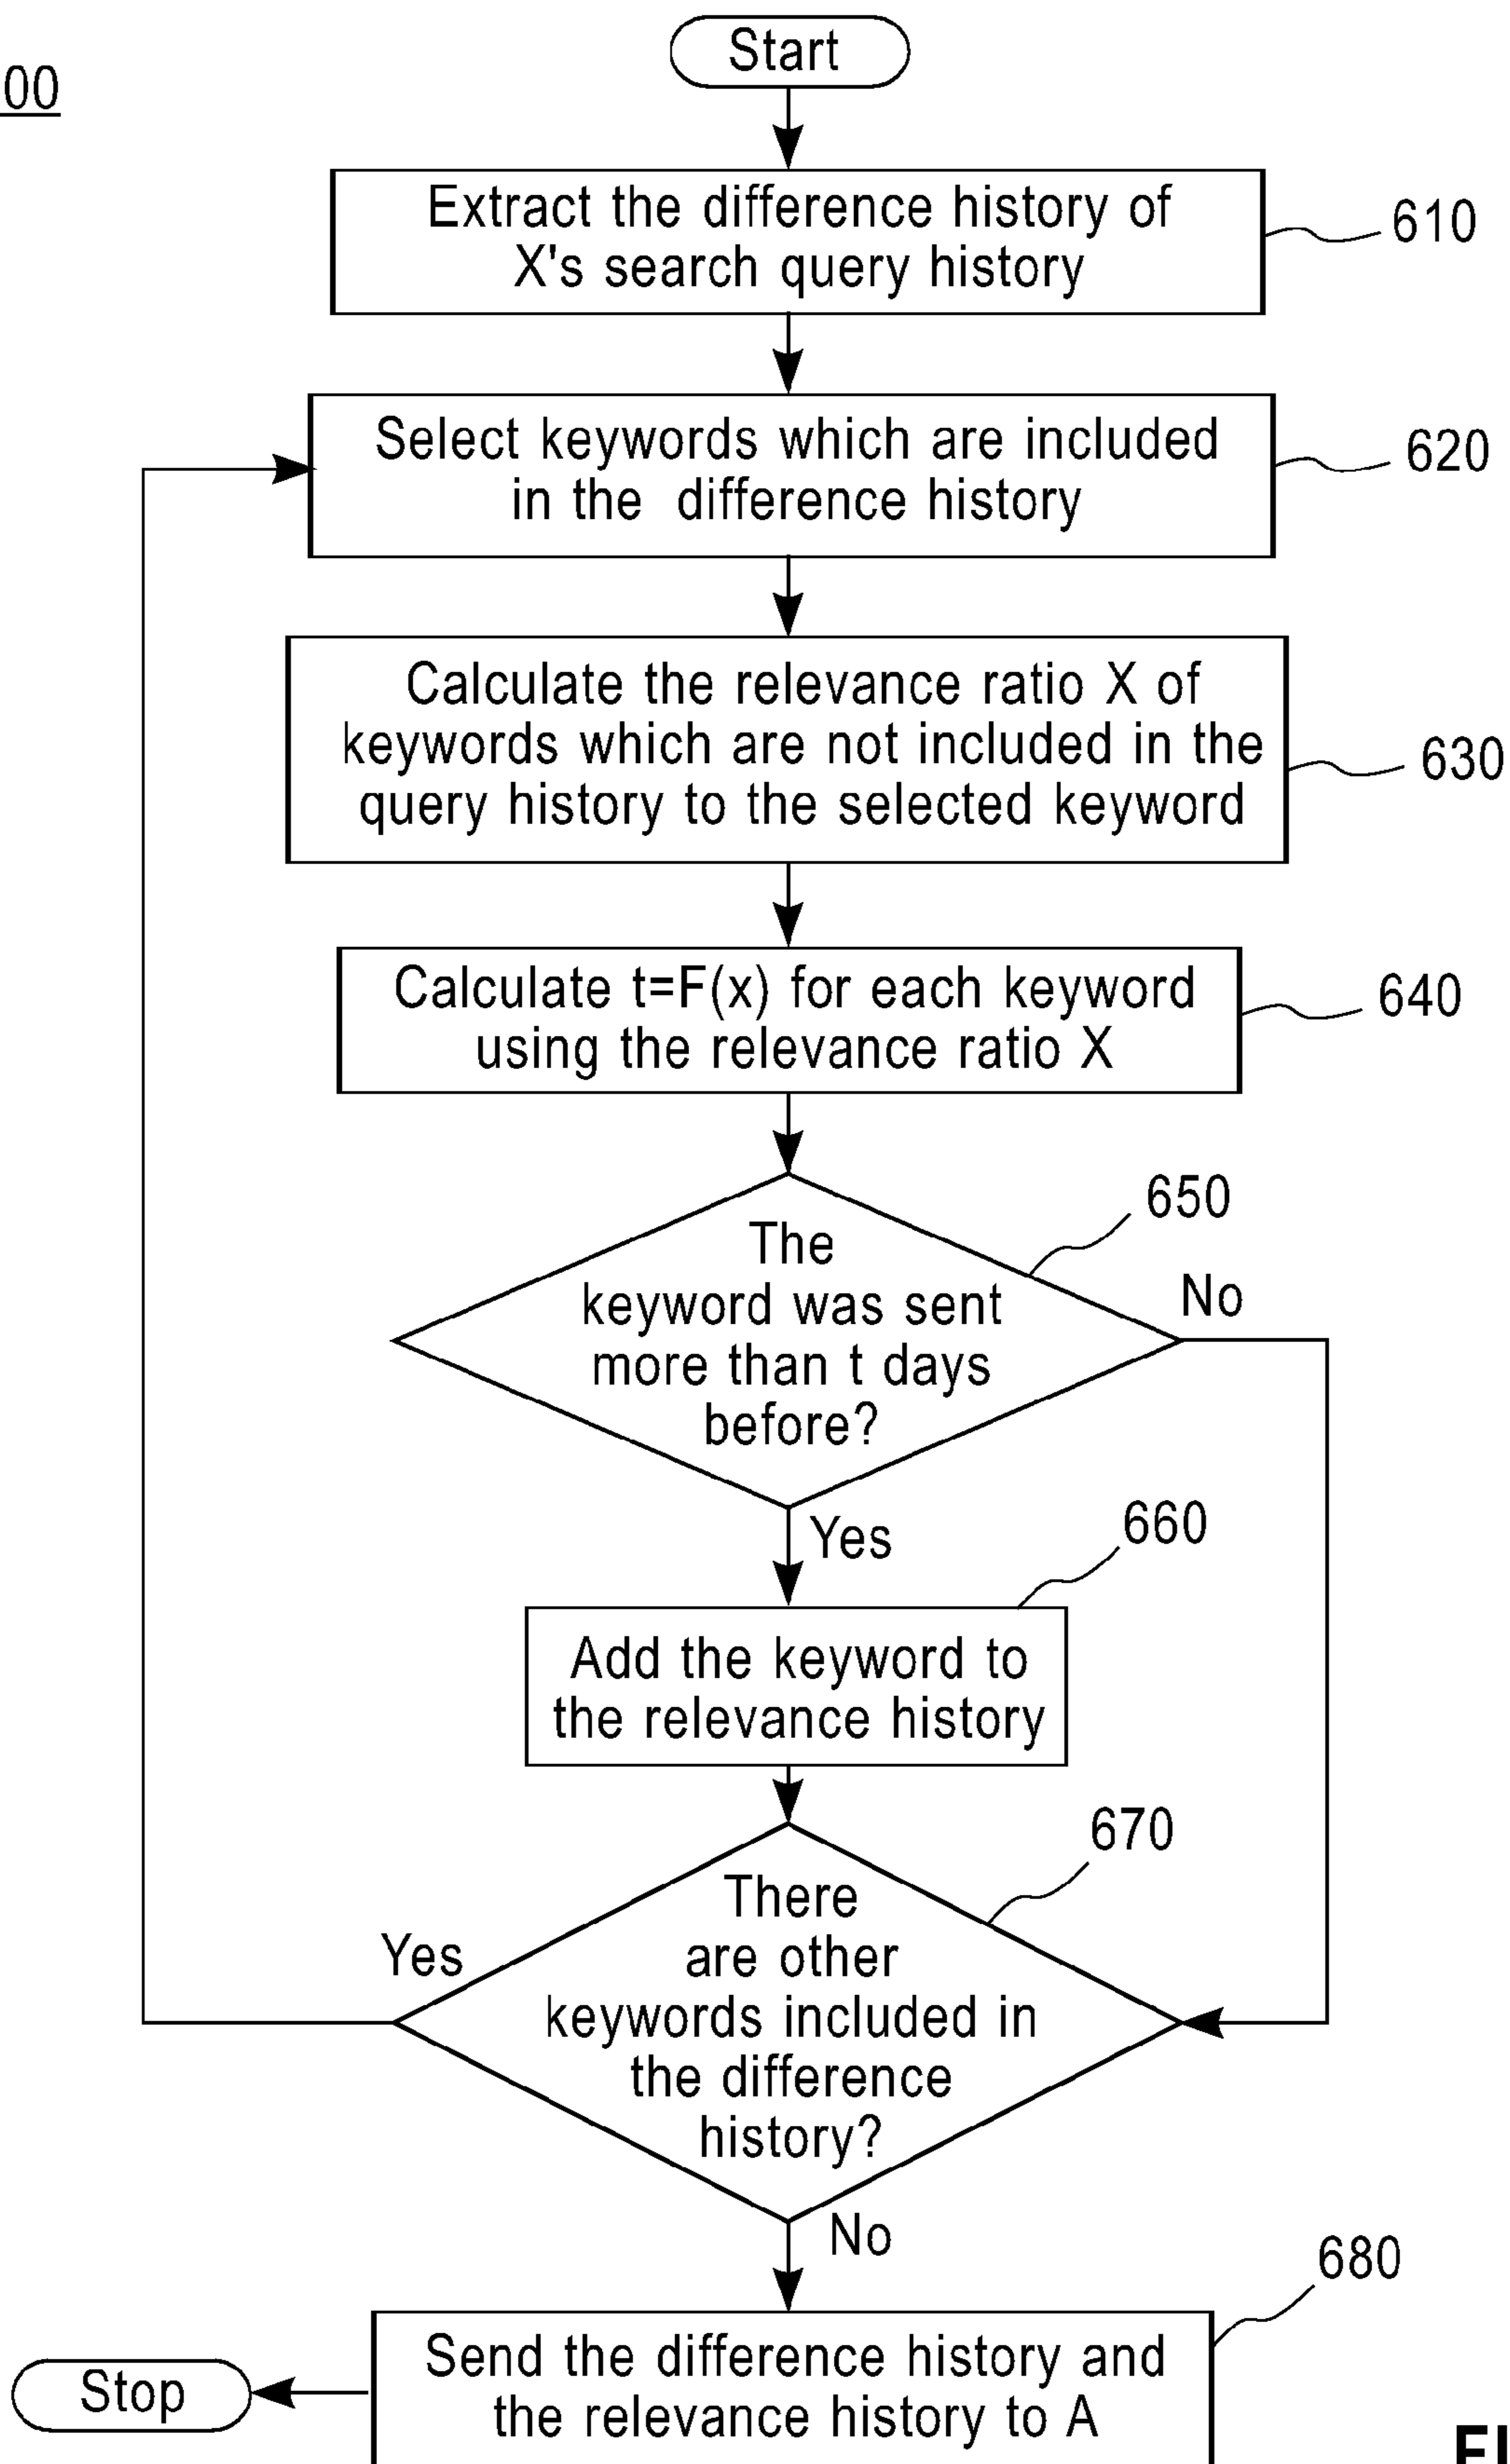 00
Start
Extract the difference history of
X's search query history
610
Select keywords which are included
in the difference history
620
Calculate the relevance ratio X of
keywords which are not included in the
query history to the selected keyword
630
Calculate t=F(x) for each keyword
using the relevance ratio X
640
650
The
keyword was sent
more than t days
before?
No
Yes
660
Add the keyword to
the relevance history
670
There
are other
keywords included in
the difference
history?
Yes
No
680
Send the difference history and
the relevance history to A
Stop